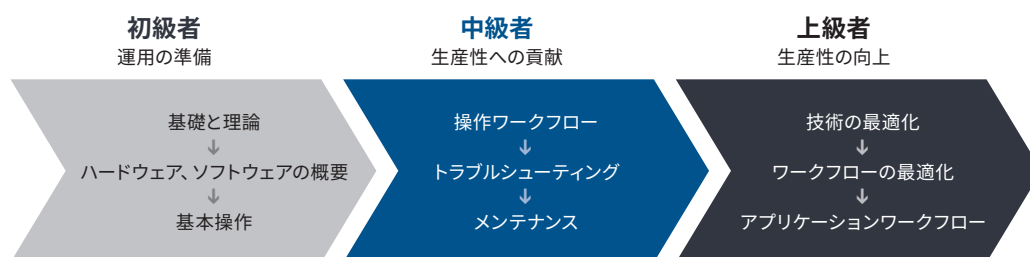 初級者
運用の準備
中級者
生産性への貢献
上級者
生産性の向上
基礎と理論
ハードウェア、ソフトウェアの概要
基本操作
操作ワークフロー
トラブルシューティング
メンテナンス
技術の最適化
ワークフローの最適化
アプリケーションワークフロー